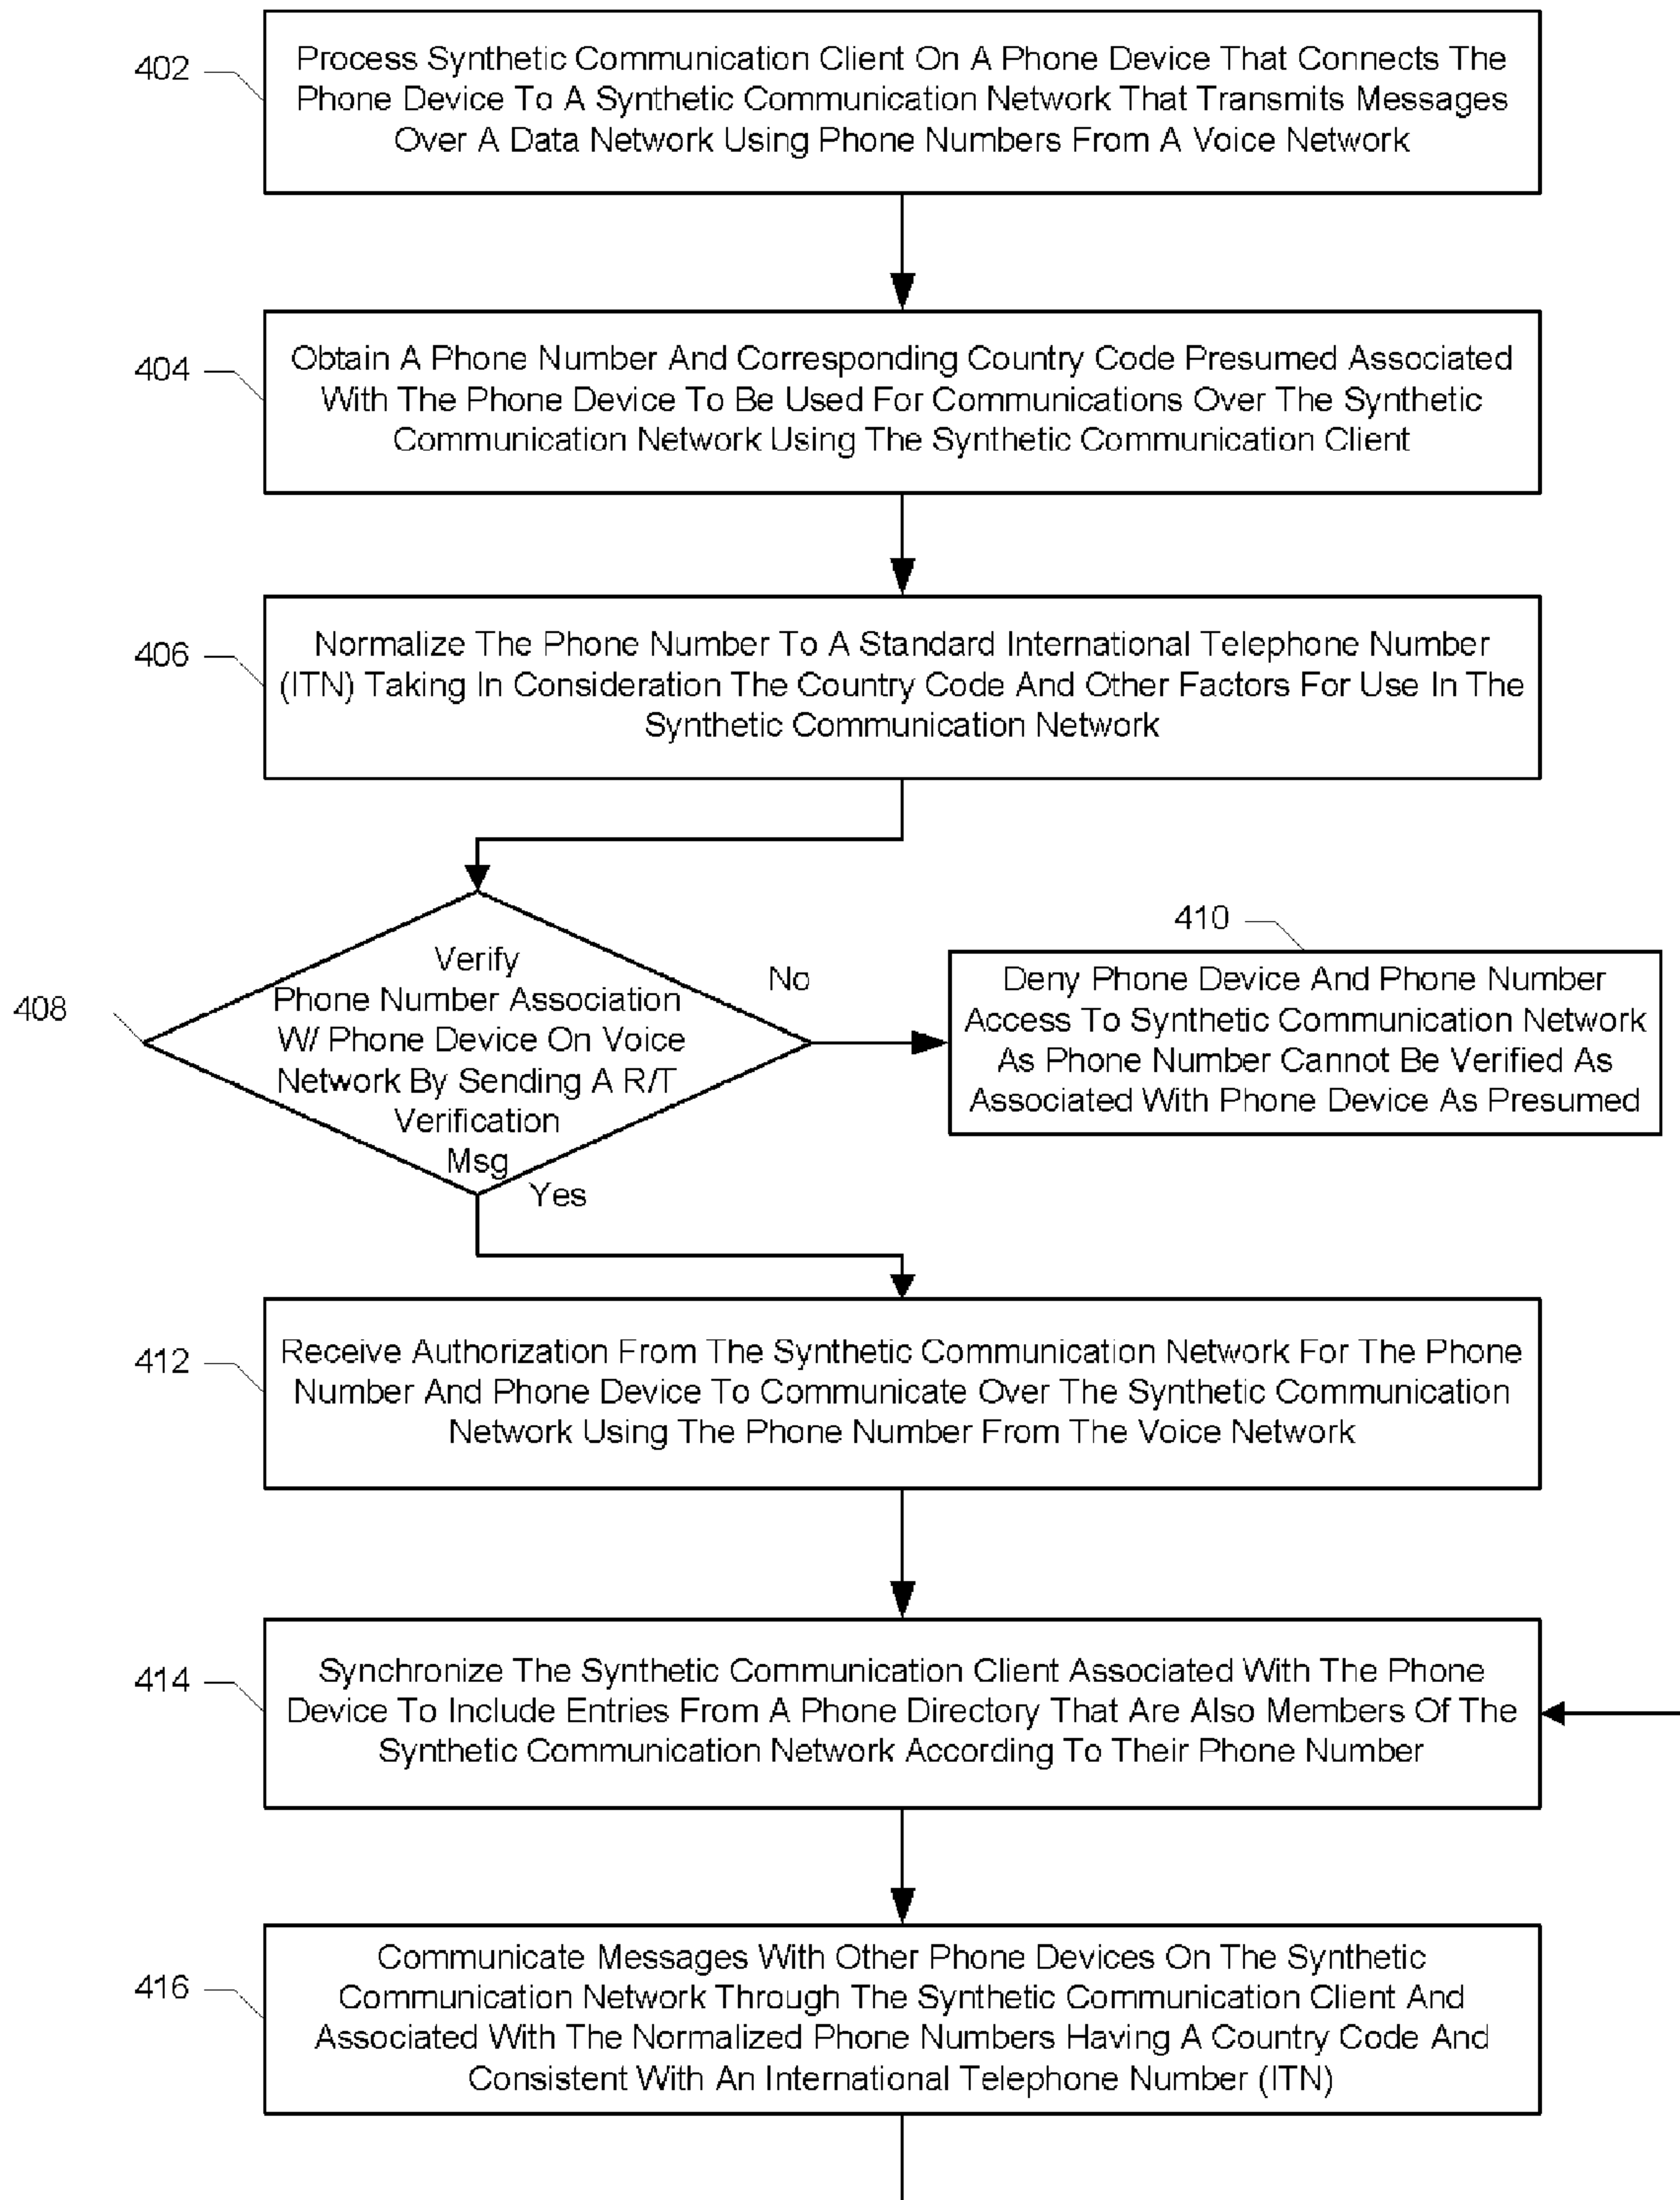 402
Process Synthetic Communication Client On A Phone Device That Connects The
Phone Device To A Synthetic Communication Network That Transmits Messages
Over A Data Network Using Phone Numbers From A Voice Network
404
Obtain A Phone Number And Corresponding Country Code Presumed Associated
With The Phone Device To Be Used For Communications Over The Synthetic
Communication Network Using The Synthetic Communication Client
406
Normalize The Phone Number To A Standard International Telephone Number
(ITN) Taking In Consideration The Country Code And Other Factors For Use In The
Synthetic Communication Network
408
Verify
Phone Number Association
W/ Phone Device On Voice
Network By Sending A R/T
Verification
Msg
No
Yes
410
Deny Phone Device And Phone Number
Access To Synthetic Communication Network
As Phone Number Cannot Be Verified As
Associated With Phone Device As Presumed
412
Receive Authorization From The Synthetic Communication Network For The Phone
Number And Phone Device To Communicate Over The Synthetic Communication
Network Using The Phone Number From The Voice Network
414
Synchronize The Synthetic Communication Client Associated With The Phone
Device To Include Entries From A Phone Directory That Are Also Members Of The
Synthetic Communication Network According To Their Phone Number
416
Communicate Messages With Other Phone Devices On The Synthetic
Communication Network Through The Synthetic Communication Client And
Associated With The Normalized Phone Numbers Having A Country Code And
Consistent With An International Telephone Number (ITN)